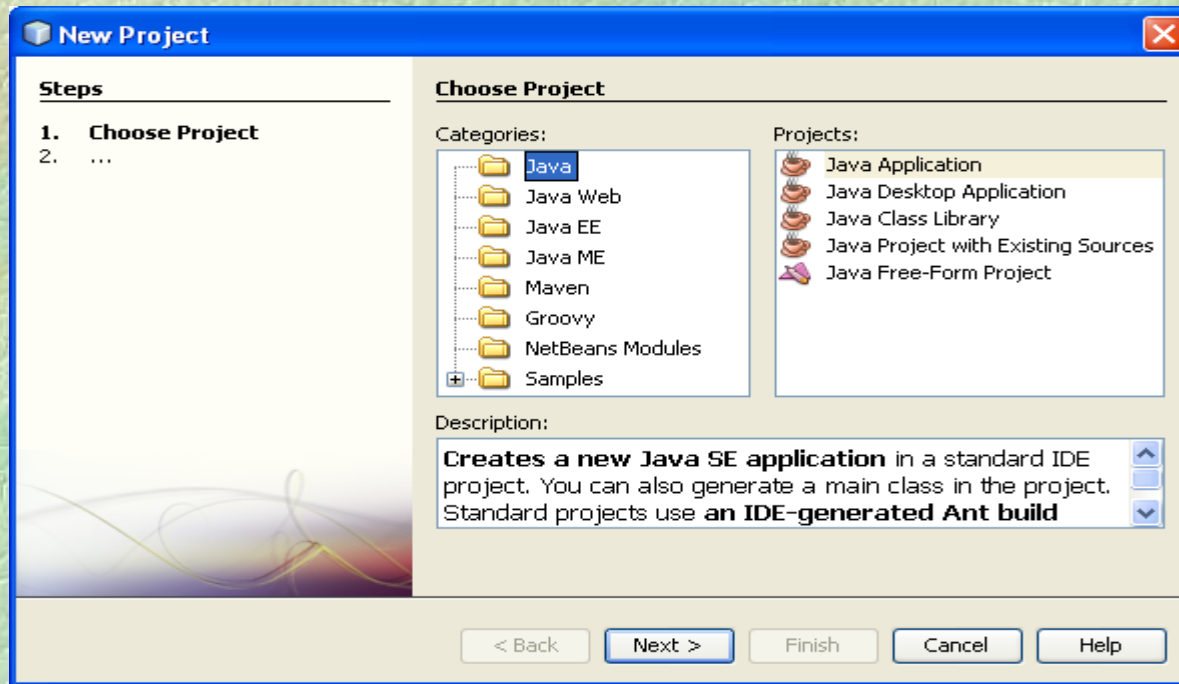 New Project
Steps
1. Choose Project
2. ...
Choose Project
Categories:
Java
Java Web
Java EE
Java ME
Maven
Groovy
NetBeans Modules
Samples
Projects:
Java Application
Java Desktop Application
Java Class Library
Java Project with Existing Sources
Java Free-Form Project
Description:
Creates a new Java SE application in a standard IDE
project. You can also generate a main class in the project.
Standard projects use an IDE-generated Ant build
< Back Next > Finish Cancel Help